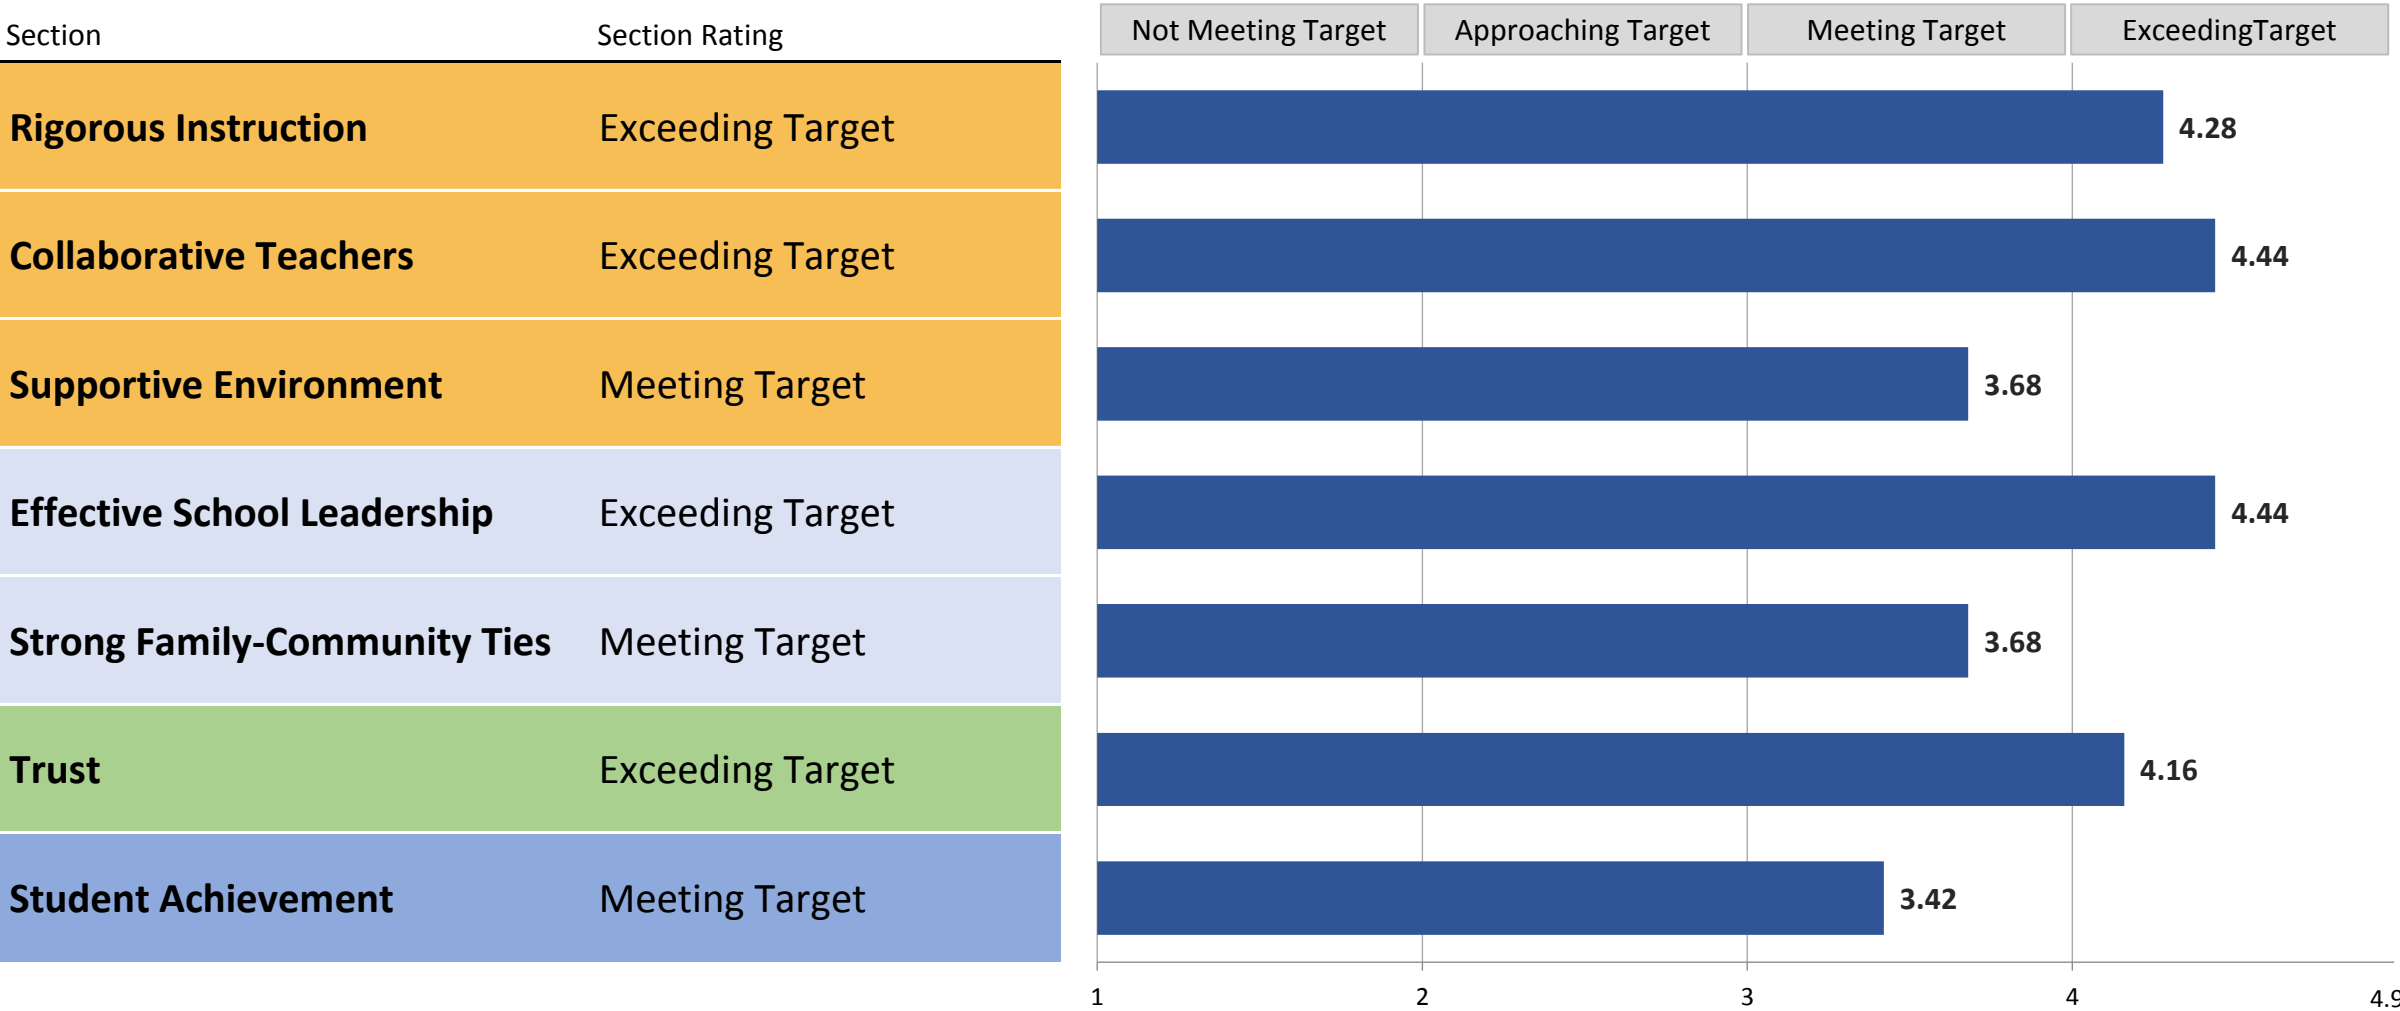 Section Section Rating Not Meeting Target Approaching Target Meeting Target ExceedingTarget
Rigorous Instruction Exceeding Target 4.28
Collaborative Teachers Exceeding Target 4.44
Supportive Environment Meeting Target 3.68
Effective School Leadership Exceeding Target 4.44
Strong Family-Community Ties Meeting Target 3.68
Trust Exceeding Target 4.16
Student Achievement Meeting Target 3.42
1 2 3 4 4.9